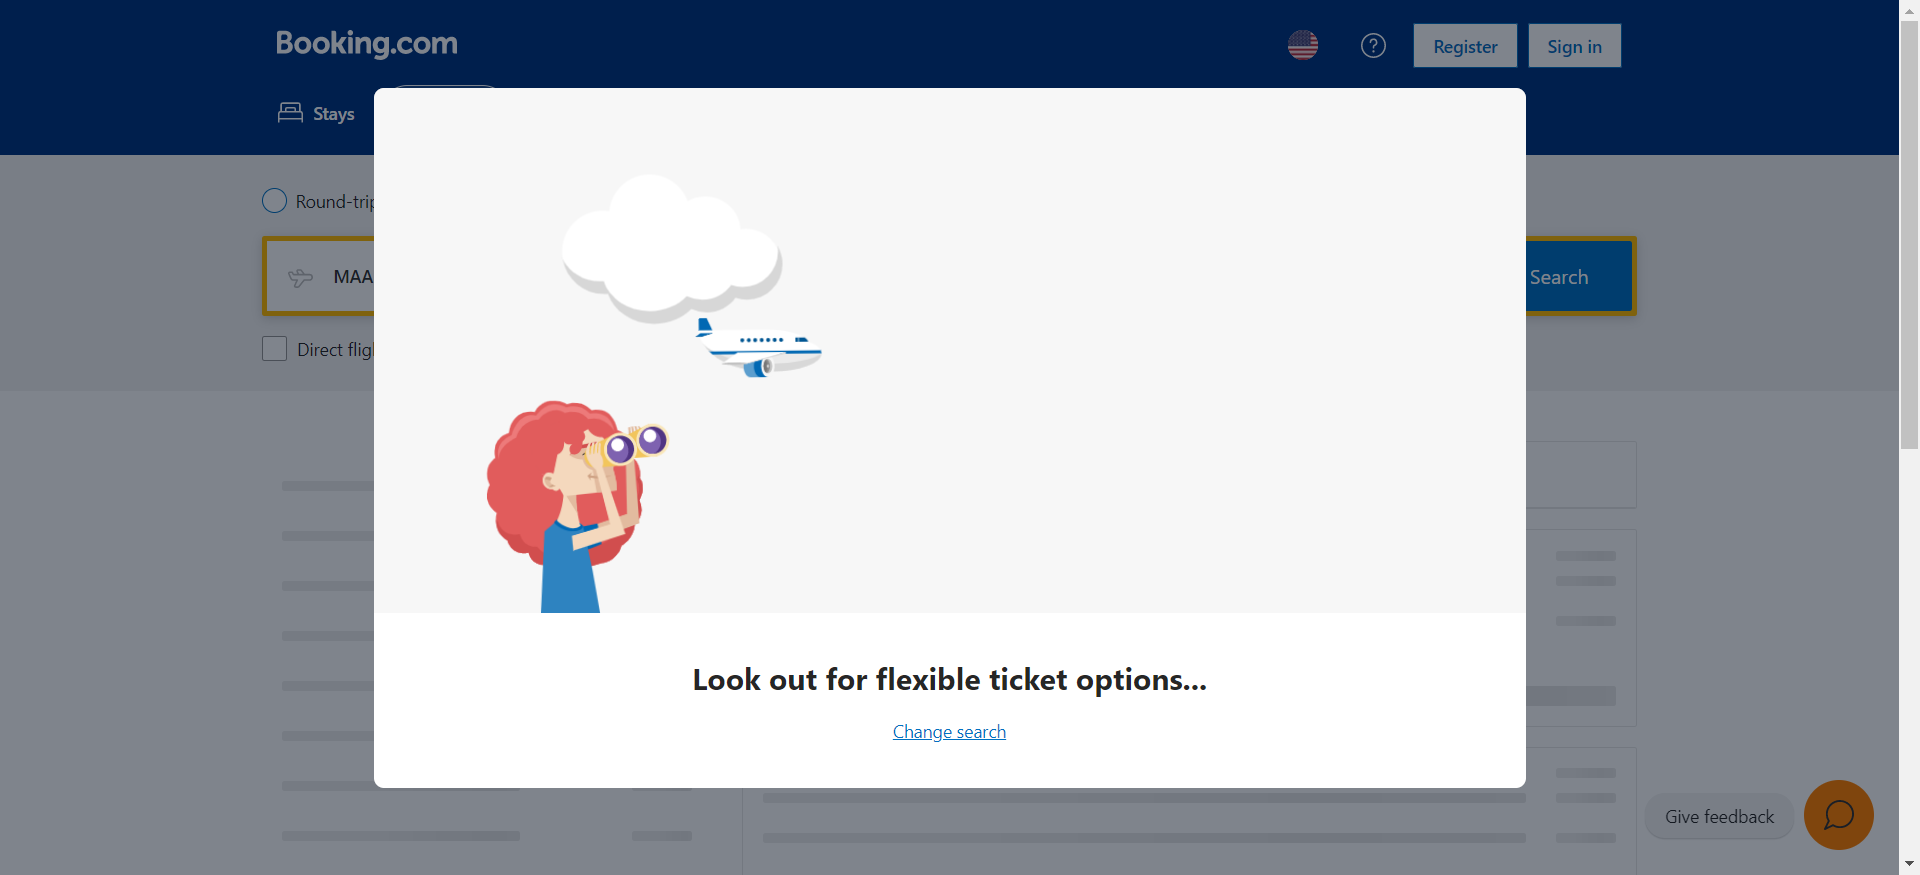 Booking.com
Register
Sign in
Stays
Round-trip
MAA
Search
Direct flig
Look out for flexible ticket options...
Change search
Give feedback